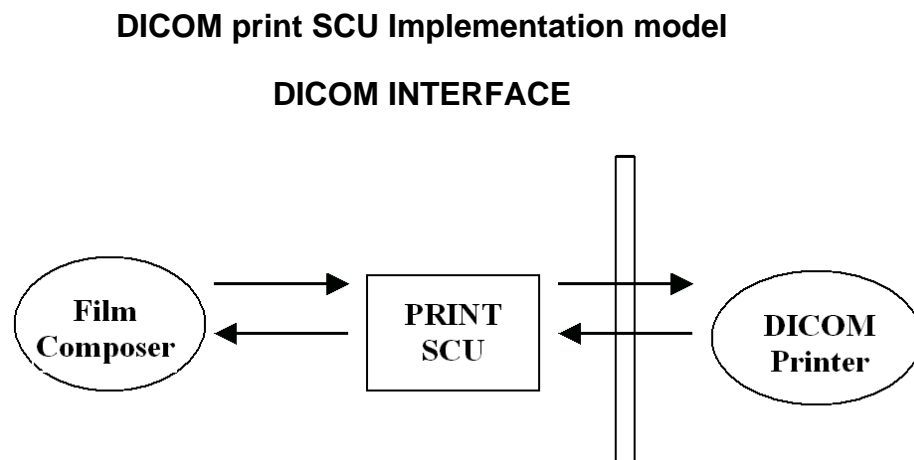 DICOM print SCU Implementation model
DICOM INTERFACE
Film
Composer
PRINT
SCU
DICOM
Printer